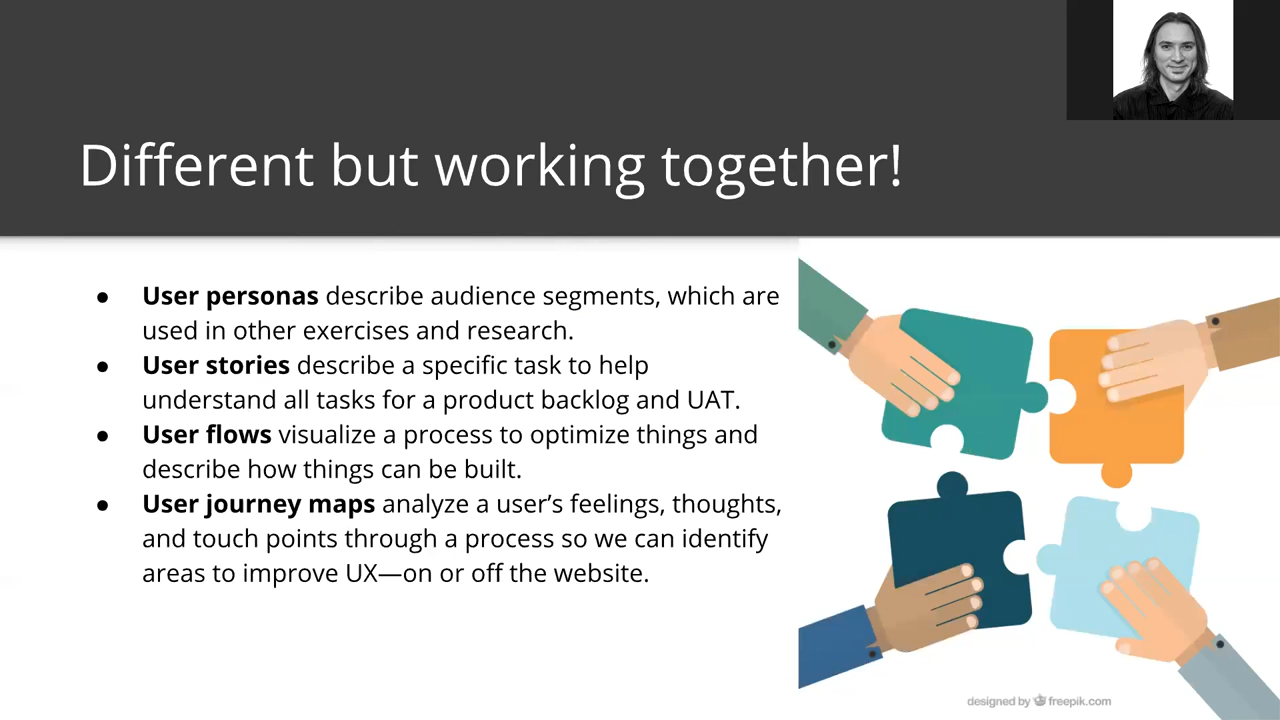 Different but working together!
● User personas describe audience segments, which are
used in other exercises and research.
● User stories describe a specific task to help
understand all tasks for a product backlog and UAT.
● User flows visualize a process to optimize things and
describe how things can be built.
● User journey maps analyze a user’s feelings, thoughts,
and touch points through a process so we can identify
areas to improve UX—on or off the website.
designed by freepik.com